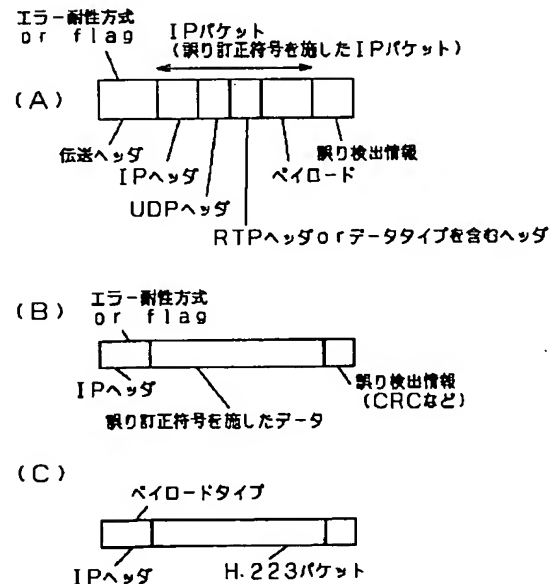 エラー耐性方式
or flag
IPパケット
(誤り訂正符号を施したIPパケット)
(A)
伝送ヘッダ
IPヘッダ
UDPヘッダ
RTPヘッダorデータタイプを含むヘッダ
ペイロード
誤り検出情報
(B)
エラー耐性方式
or flag
IPヘッダ
誤り訂正符号を施したデータ
誤り検出情報
(CRCなど)
(C)
ペイロードタイプ
IPヘッダ
H.223パケット